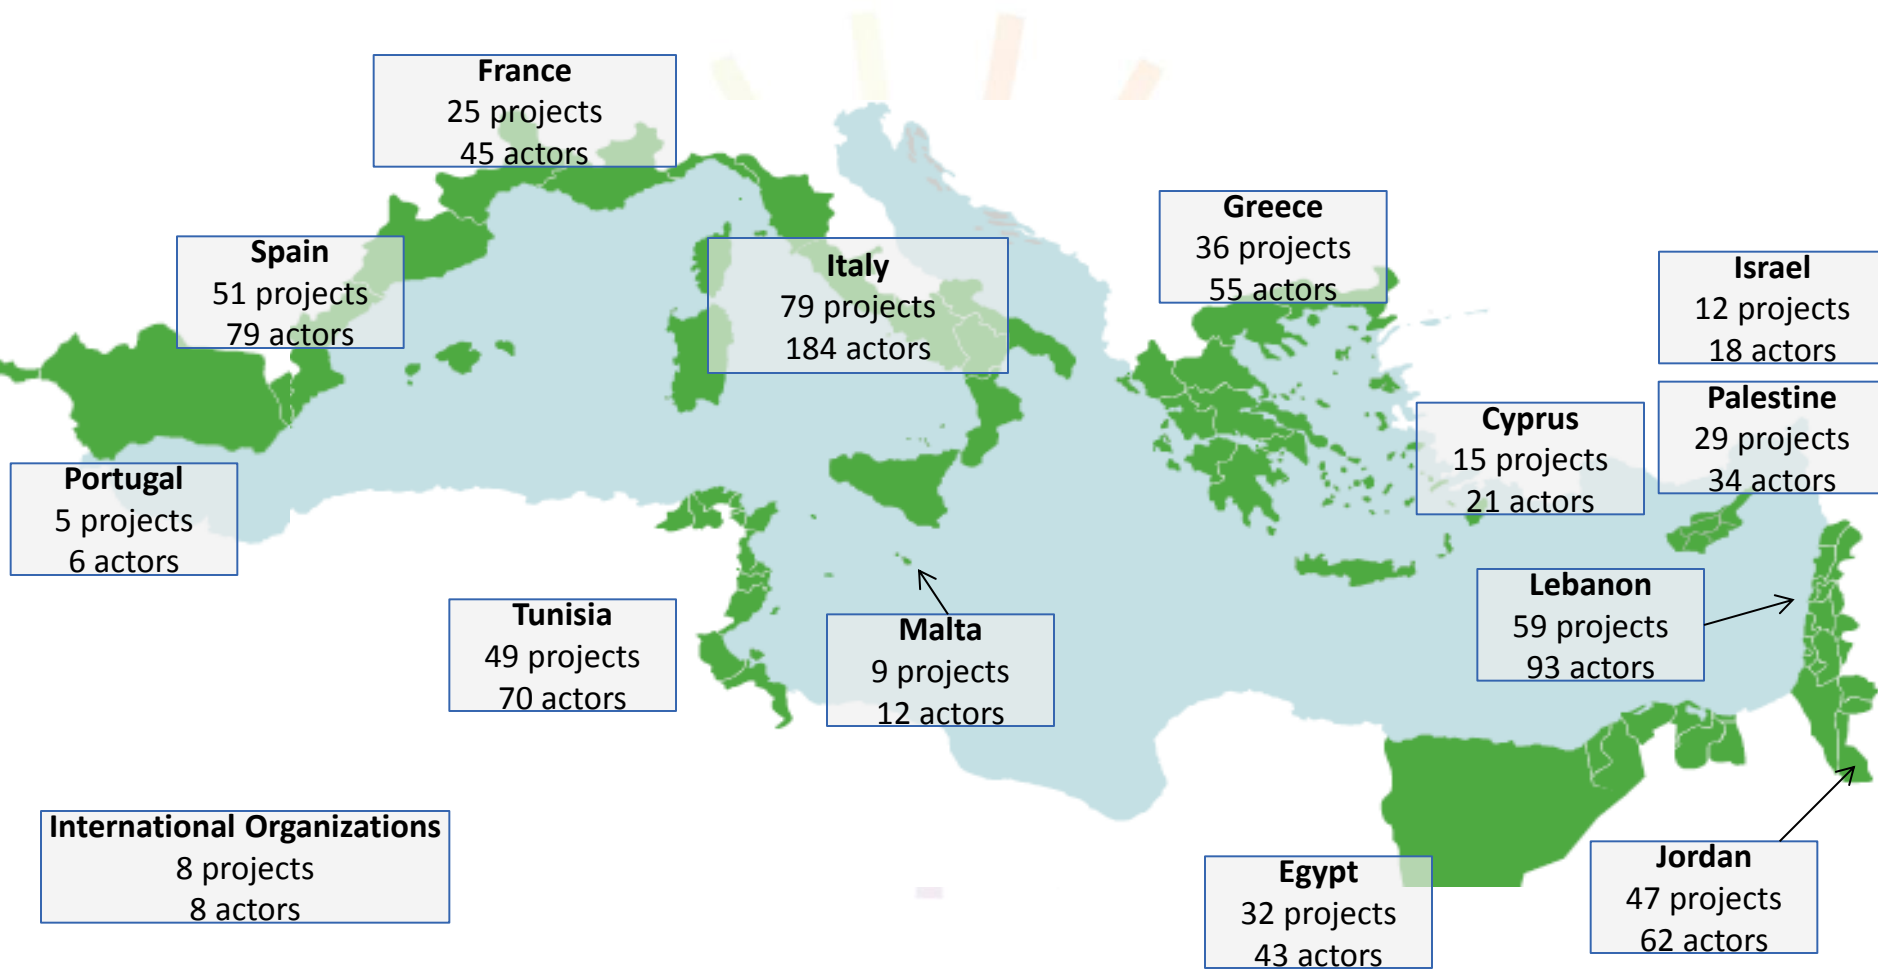 France
25 projects
45 actors
Greece
36 projects
55 actors
Spain
51 projects
79 actors
Italy
79 projects
184 actors
Israel
12 projects
18 actors
Palestine
29 projects
34 actors
Cyprus
15 projects
21 actors
Portugal
5 projects
6 actors
Tunisia
49 projects
70 actors
Malta
9 projects
12 actors
Lebanon
59 projects
93 actors
International Organizations
8 projects
8 actors
Egypt
32 projects
43 actors
Jordan
47 projects
62 actors